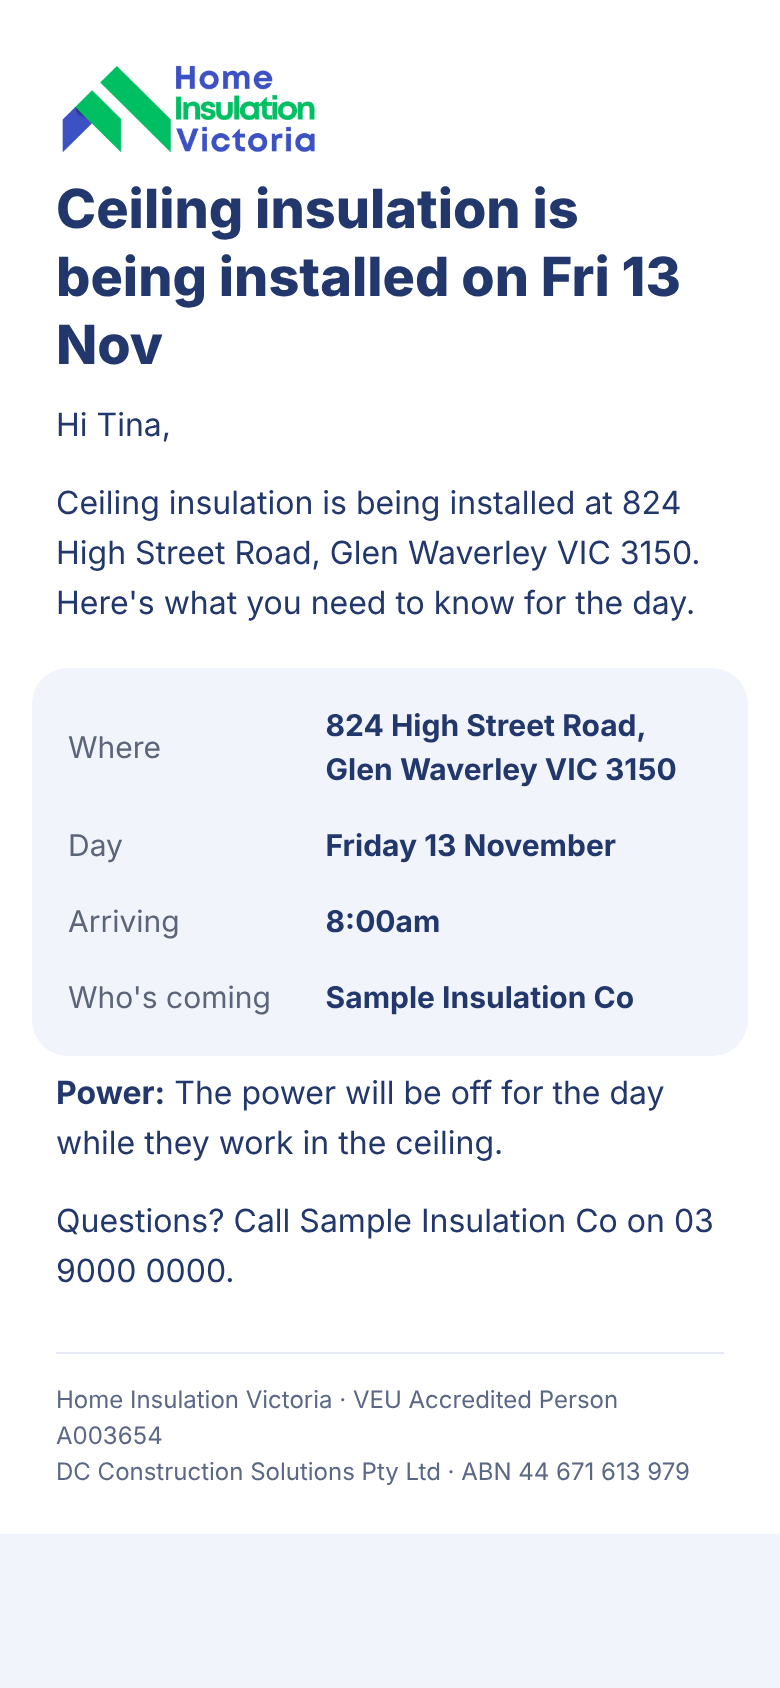 Home
Insulation
Victoria
Ceiling insulation is
being installed on Fri 13
Nov
Hi Tina,
Ceiling insulation is being installed at 824
High Street Road, Glen Waverley VIC 3150.
Here's what you need to know for the day.
Where
824 High Street Road,
Glen Waverley VIC 3150
Day
Friday 13 November
Arriving
8:00am
Who's coming
Sample Insulation Co
Power: The power will be off for the day
while they work in the ceiling.
Questions? Call Sample Insulation Co on 03
9000 0000.
Home Insulation Victoria · VEU Accredited Person
A003654
DC Construction Solutions Pty Ltd · ABN 44 671 613 979